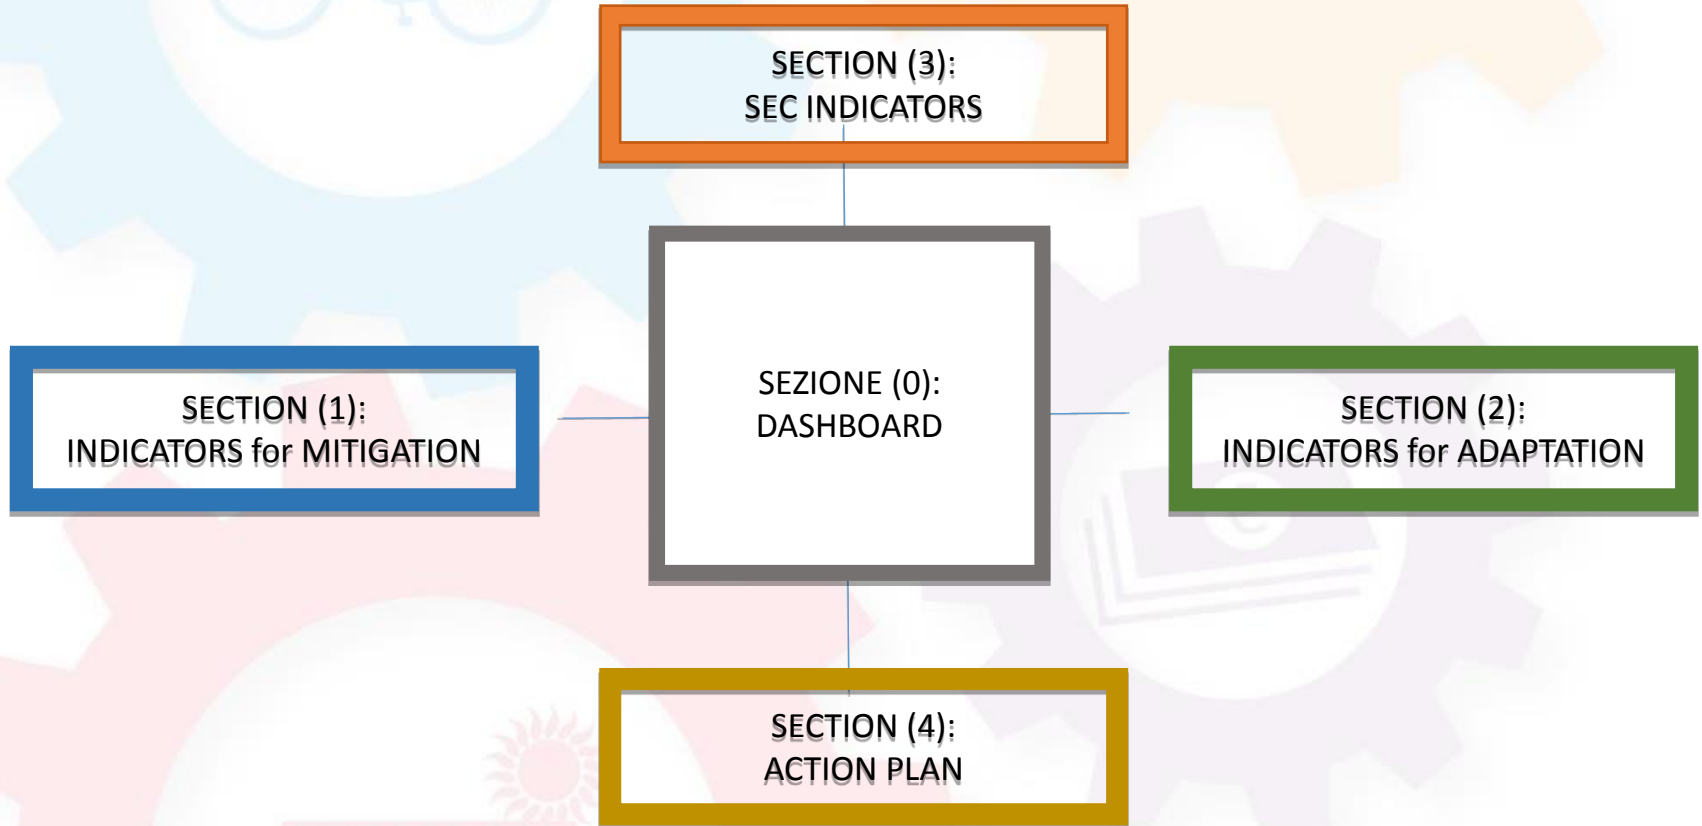 SECTION (3):
SEC INDICATORS
SECTION (1):
INDICATORS for MITIGATION
SEZIONE (0):
DASHBOARD
SECTION (2):
INDICATORS for ADAPTATION
SECTION (4):
ACTION PLAN